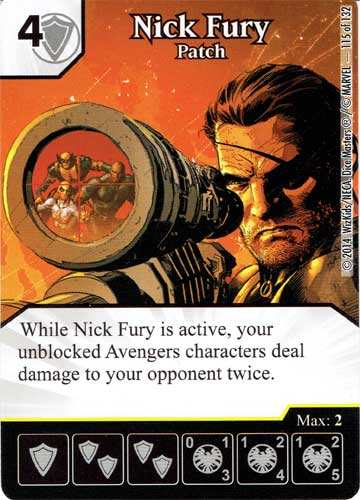 4
Nick Fury
Patch
© 2014 WizKids/NECA Dice Masters ® / © MARVEL — 115 of 132
While Nick Fury is active, your
unblocked Avengers characters deal
damage to your opponent twice.
Max: 2
0 1 3
1 2 4
1 2 5